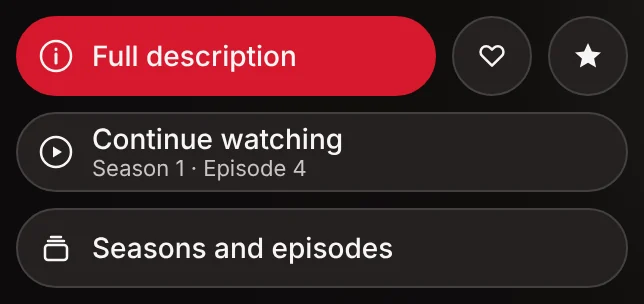 Full description
Continue watching
Season 1 · Episode 4
Seasons and episodes